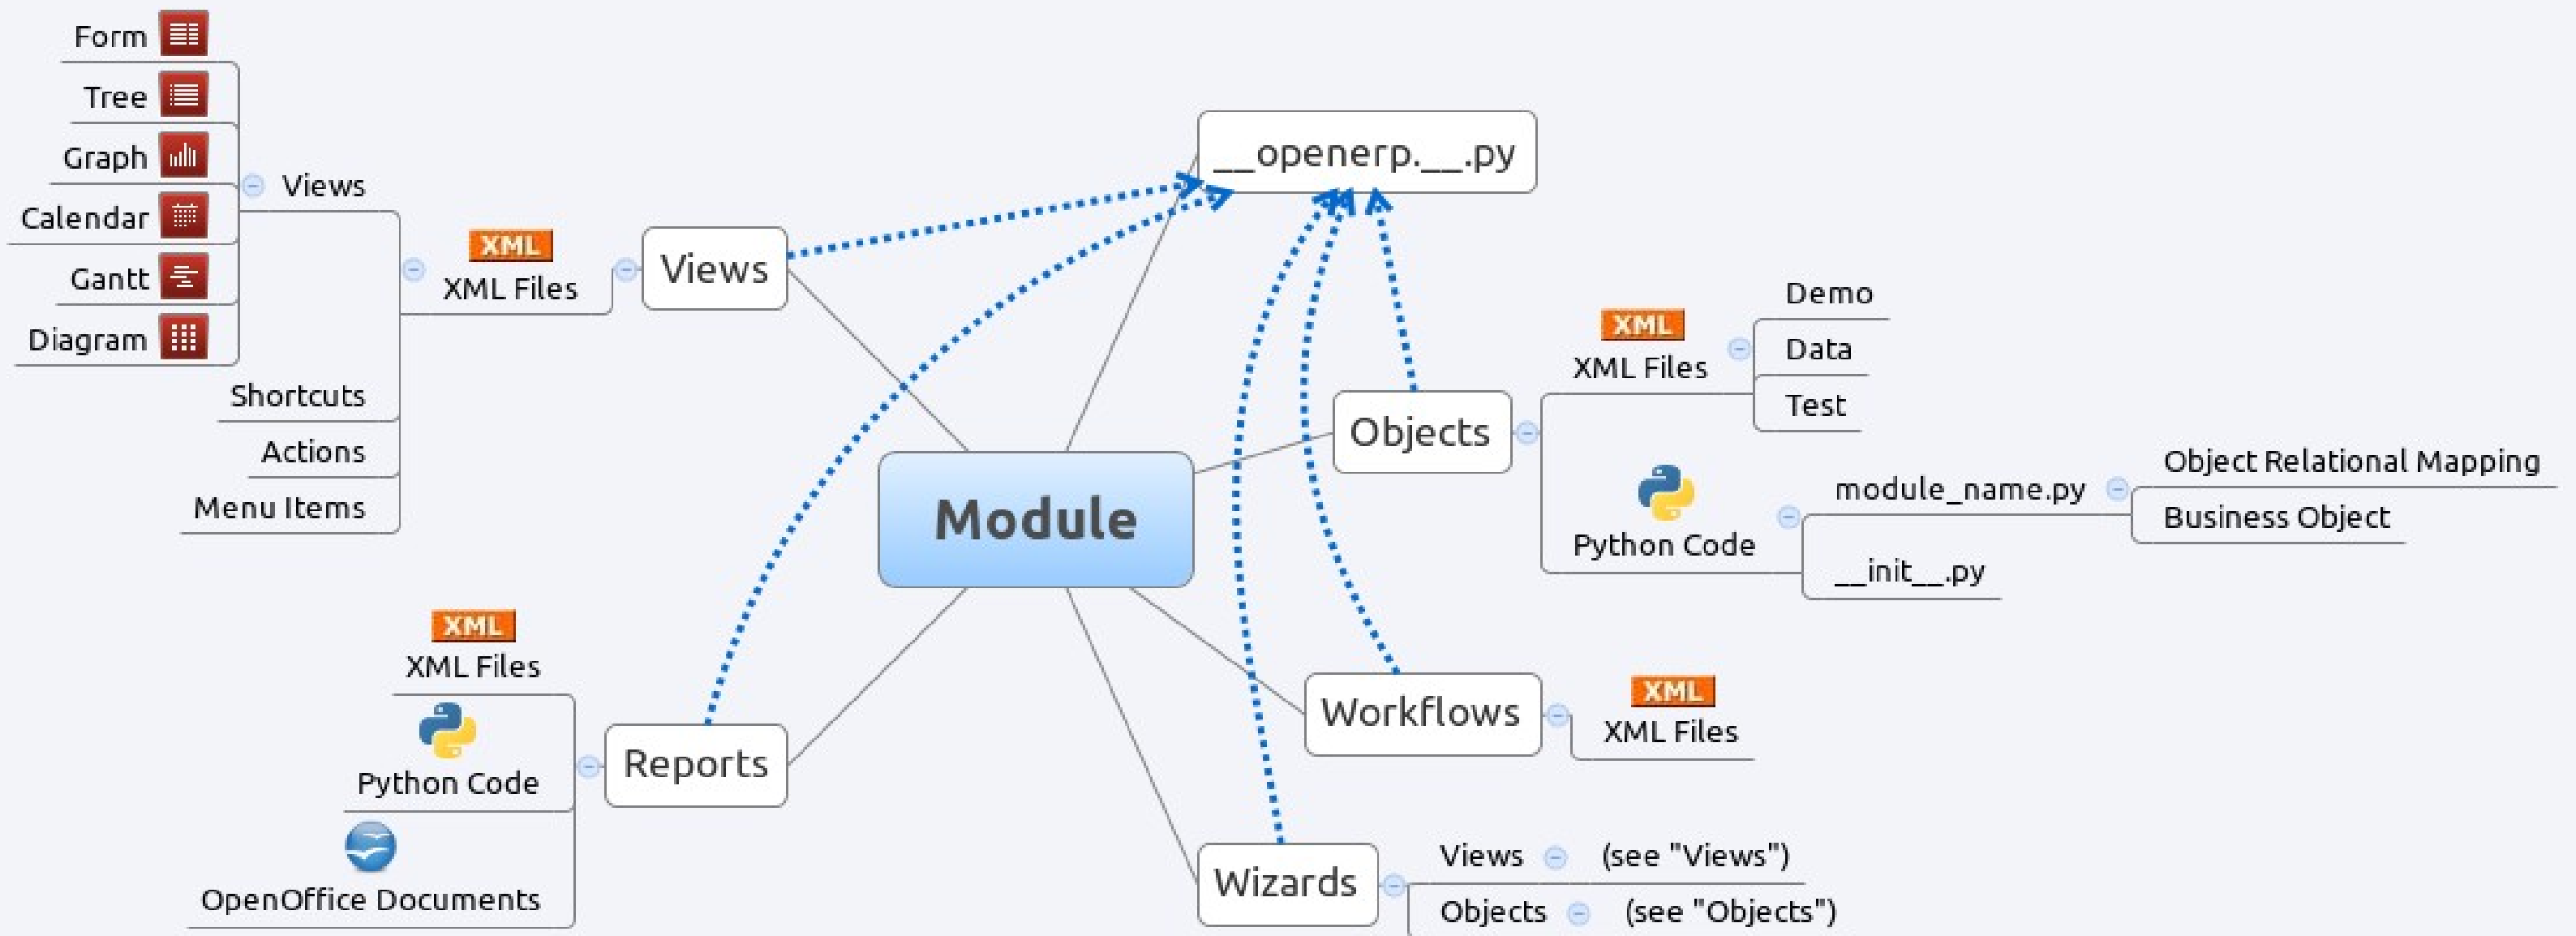 Form
Tree
Graph
Calendar
Gantt
Diagram
Views
Shortcuts
Actions
Menu Items
XML
XML Files
Views
__openerp.__.py
Module
Objects
XML
XML Files
Demo
Data
Test
Python Code
module_name.py
Object Relational Mapping
Business Object
__init__.py
XML
XML Files
Python Code
OpenOffice Documents
Reports
Workflows
XML
XML Files
Wizards
Views
(see "Views")
Objects
(see "Objects")